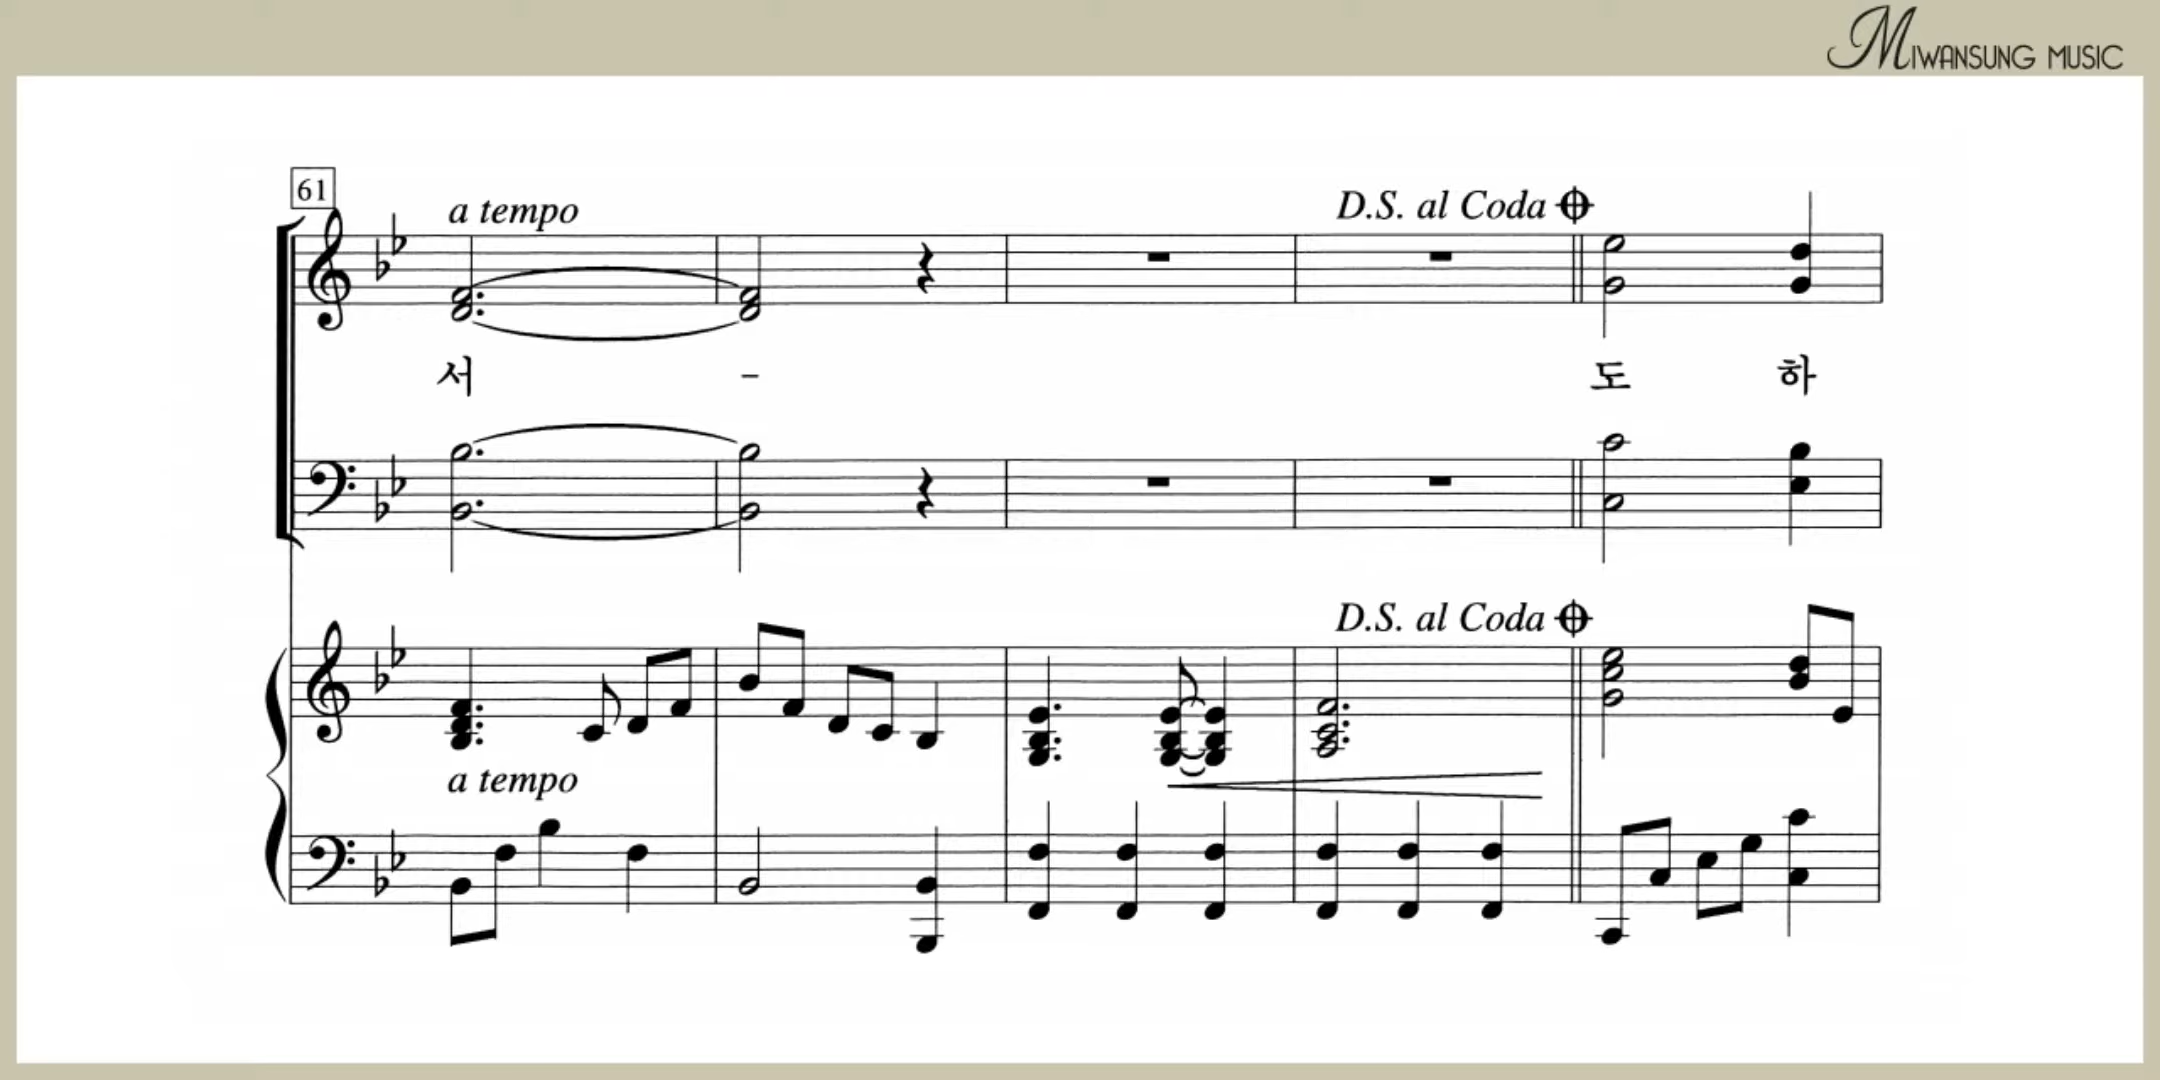 MIWANSUNG MUSIC
61
a tempo
D.S. al Coda
서 - 도 하
D.S. al Coda
a tempo